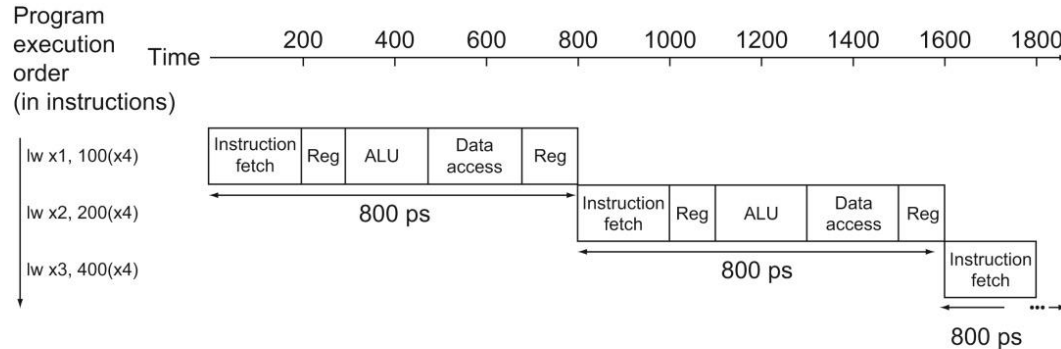 Program
execution
order
(in instructions)
Time
200 400 600 800 1000 1200 1400 1600 1800
lw x1, 100(x4)
Instruction
fetch
Reg
ALU
Data
access
Reg
800 ps
lw x2, 200(x4)
Instruction
fetch
Reg
ALU
Data
access
Reg
800 ps
lw x3, 400(x4)
Instruction
fetch
...
800 ps